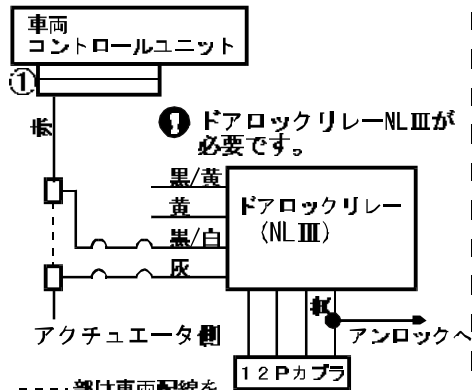 車両
コントロールユニット
①
赤
ドアロックリレーNLⅢが
必要です。
黒/黄
黄
黒/白
灰
ドアロックリレー
(NLⅢ)
アクチュエータ側
アンロックへ
12Pカプラ
部は車両配線を